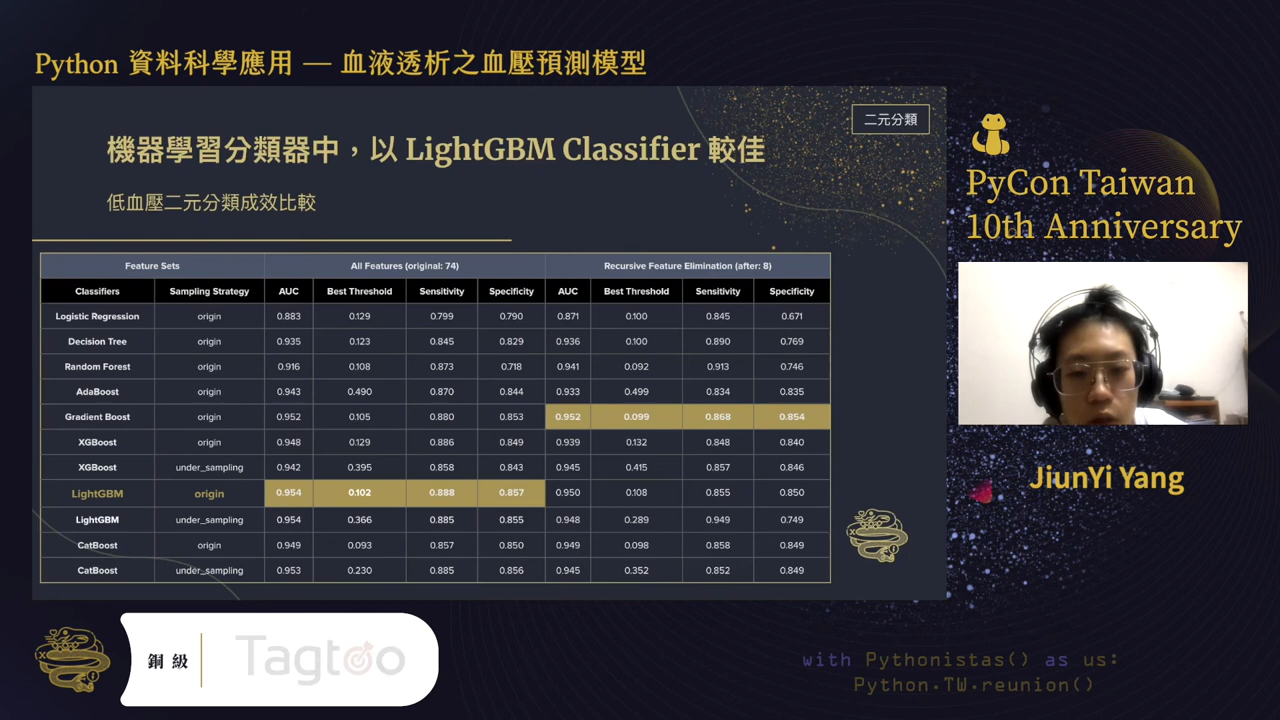 Python 資料科學應用 — 血液透析之血壓預測模型
二元分類
機器學習分類器中，以 LightGBM Classifier 較佳
低血壓二元分類成效比較
Feature Sets All Features (original: 74) Recursive Feature Elimination (after: 8)
Classifiers Sampling Strategy AUC Best Threshold Sensitivity Specificity AUC Best Threshold Sensitivity Specificity
Logistic Regression origin 0.883 0.129 0.799 0.790 0.871 0.100 0.845 0.671
Decision Tree origin 0.935 0.123 0.845 0.829 0.936 0.100 0.890 0.769
Random Forest origin 0.916 0.108 0.873 0.718 0.941 0.092 0.913 0.746
AdaBoost origin 0.943 0.490 0.870 0.844 0.933 0.499 0.834 0.835
Gradient Boost origin 0.952 0.105 0.880 0.853 0.952 0.099 0.868 0.854
XGBoost origin 0.948 0.129 0.886 0.849 0.939 0.132 0.848 0.840
XGBoost under_sampling 0.942 0.395 0.858 0.843 0.945 0.415 0.857 0.846
LightGBM origin 0.954 0.102 0.888 0.857 0.950 0.108 0.855 0.850
LightGBM under_sampling 0.954 0.366 0.885 0.855 0.948 0.289 0.949 0.749
CatBoost origin 0.949 0.093 0.857 0.850 0.949 0.098 0.858 0.849
CatBoost under_sampling 0.953 0.230 0.885 0.856 0.945 0.352 0.852 0.849
PyCon Taiwan
10th Anniversary
JiunYi Yang
銅級
Tagtoo
with Pythonistas() as us:
Python.TW.reunion()